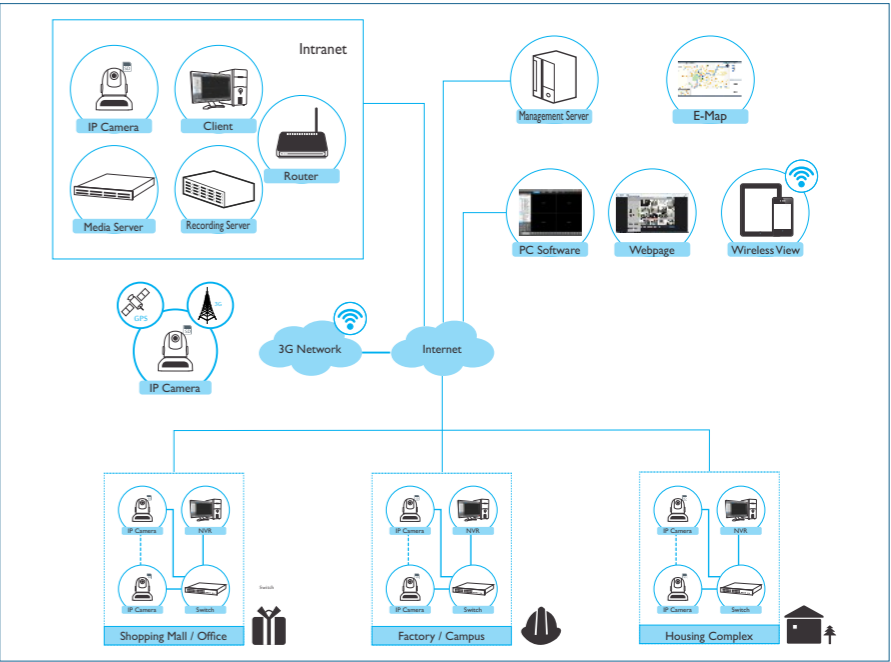 Intranet
IP Camera
Client
Router
Media Server
Recording Server
Management Server
E-Map
PC Software
Webpage
Wireless View
GPS
3G
IP Camera
3G Network
Internet
IP Camera
NVR
IP Camera
Switch
Shopping Mall / Office
Switch
IP Camera
NVR
IP Camera
Switch
Factory / Campus
IP Camera
NVR
IP Camera
Switch
Housing Complex